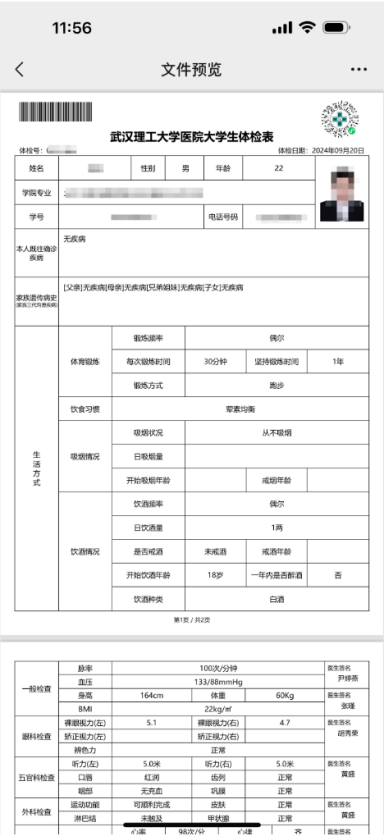 11:56
文件预览
武汉理工大学医院大学生体检表
体检号: 体检日期: 2024年09月20日
姓名 性别 男 年龄 22
学院专业
学号 电话号码
本人既往确诊疾病 无疾病
家族遗传病史 [父亲]无疾病[母亲]无疾病[兄弟姐妹]无疾病[子女]无疾病
(家族三代内患疾病)
生活方式
体育锻炼
锻炼频率 偶尔
每次锻炼时间 30分钟 坚持锻炼时间 1年
锻炼方式 跑步
饮食习惯 荤素均衡
吸烟情况
吸烟状况 从不吸烟
日吸烟量
开始吸烟年龄 戒烟年龄
饮酒情况
饮酒频率 偶尔
日饮酒量 1两
是否戒酒 未戒酒 戒酒年龄
开始饮酒年龄 18岁 一年内是否醉酒 否
饮酒种类 白酒
第1页 / 共2页
一般检查
脉率 100次/分钟 医生签名
血压 133/88mmHg 尹婷燕
身高 164cm 体重 60Kg 医生签名
BMI 22kg/㎡ 张瑾
眼科检查
裸眼视力(左) 5.1 裸眼视力(右) 4.7 医生签名
矫正视力(左) 矫正视力(右) 胡秀荣
辨色力 正常
五官科检查
听力(左) 5.0米 听力(右) 5.0米 医生签名
口唇 红润 齿列 正常 黄盛
咽部 无充血 巩膜 正常
外科检查
运动功能 可顺利完成 皮肤 正常 医生签名
淋巴结 未触及 甲状腺 正常 黄盛
心率 98次/分 心律 齐 医生签名